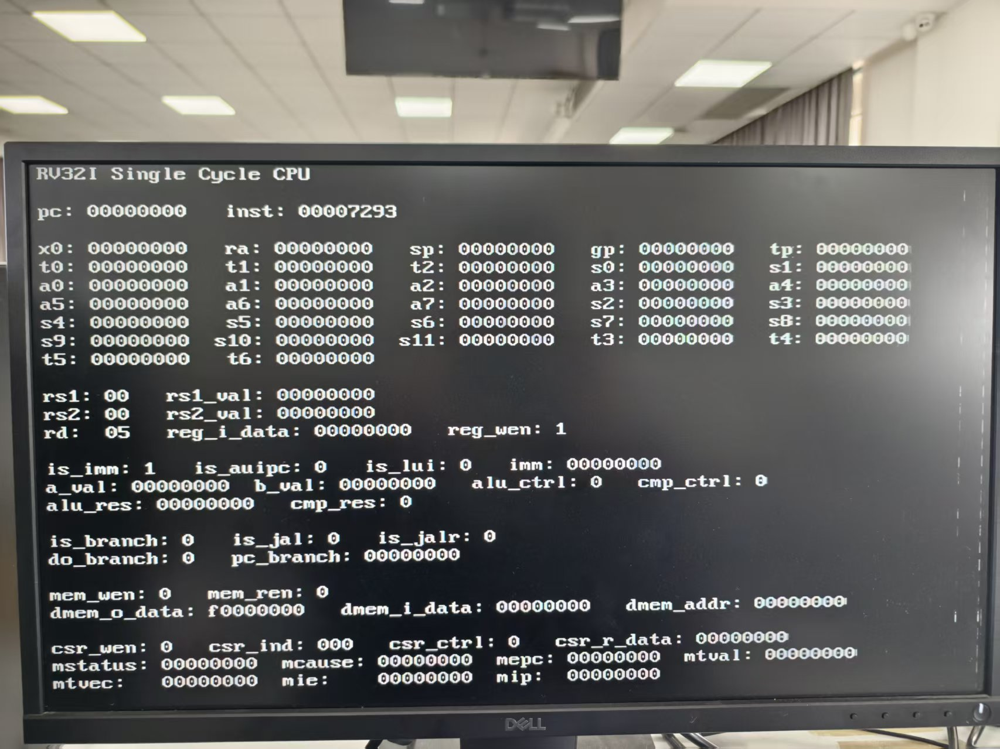 RV32I Single Cycle CPU
pc: 00000000 inst: 00007293
x0: 00000000 ra: 00000000 sp: 00000000 gp: 00000000 tp: 00000000
t0: 00000000 t1: 00000000 t2: 00000000 s0: 00000000 s1: 00000000
a0: 00000000 a1: 00000000 a2: 00000000 a3: 00000000 a4: 00000000
a5: 00000000 a6: 00000000 a7: 00000000 s2: 00000000 s3: 00000000
s4: 00000000 s5: 00000000 s6: 00000000 s7: 00000000 s8: 00000000
s9: 00000000 s10: 00000000 s11: 00000000 t3: 00000000 t4: 00000000
t5: 00000000 t6: 00000000
rs1: 00 rs1_val: 00000000
rs2: 00 rs2_val: 00000000
rd: 05 reg_i_data: 00000000 reg_wen: 1
is_imm: 1 is_auipc: 0 is_lui: 0 imm: 00000000
a_val: 00000000 b_val: 00000000 alu_ctrl: 0 cmp_ctrl: 0
alu_res: 00000000 cmp_res: 0
is_branch: 0 is_jal: 0 is_jalr: 0
do_branch: 0 pc_branch: 00000000
mem_wen: 0 mem_ren: 0
dmem_o_data: f0000000 dmem_i_data: 00000000 dmem_addr: 00000000
csr_wen: 0 csr_ind: 000 csr_ctrl: 0 csr_r_data: 00000000
mstatus: 00000000 mcause: 00000000 mepc: 00000000 mtval: 00000000
mtvec: 00000000 mie: 00000000 mip: 00000000
DELL